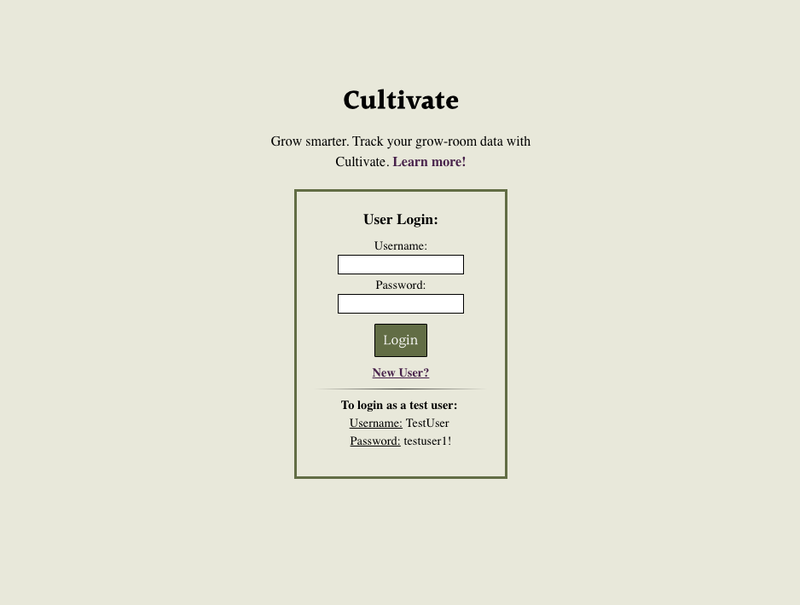 Cultivate
Grow smarter. Track your grow-room data with
Cultivate. Learn more!
User Login:
Username:
Password:
Login
New User?
To login as a test user:
Username: TestUser
Password: testuser1!